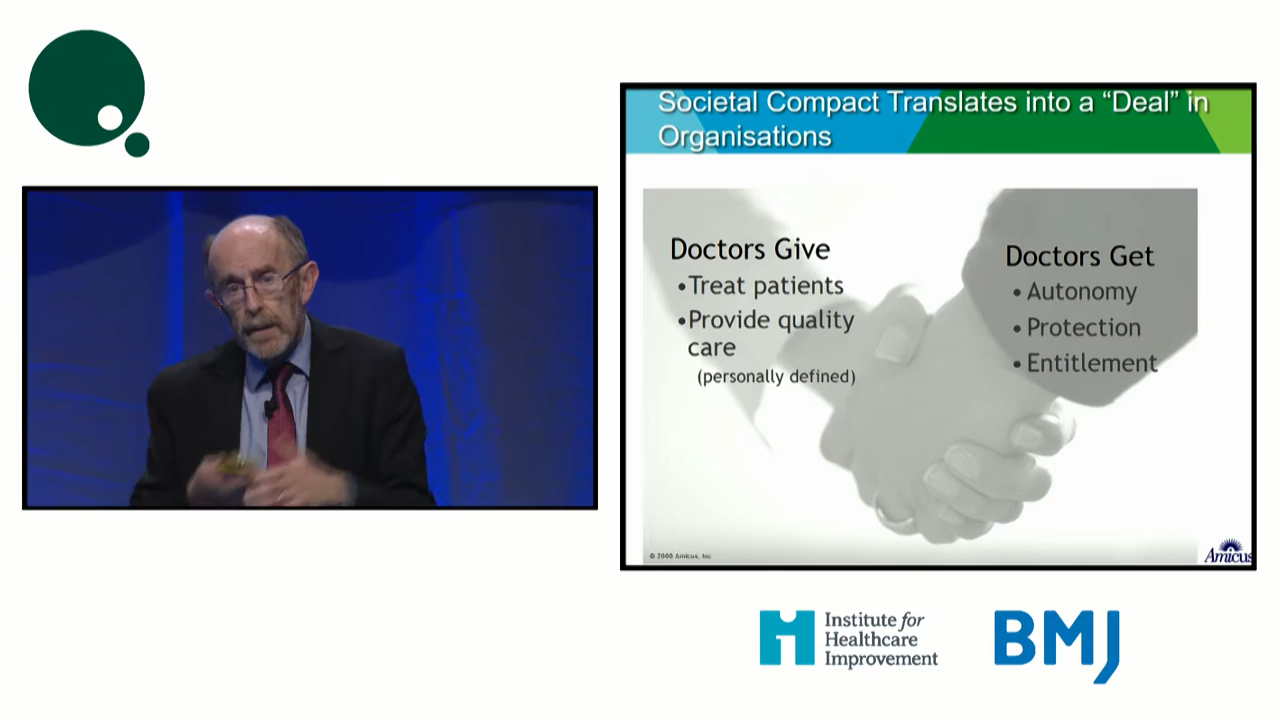 Societal Compact Translates into a “Deal” in
Organisations
Doctors Give
•Treat patients
•Provide quality
care
(personally defined)
Doctors Get
• Autonomy
• Protection
• Entitlement
© 2000 Amicus, Inc
Amicus
Institute for
Healthcare
Improvement
BMJ